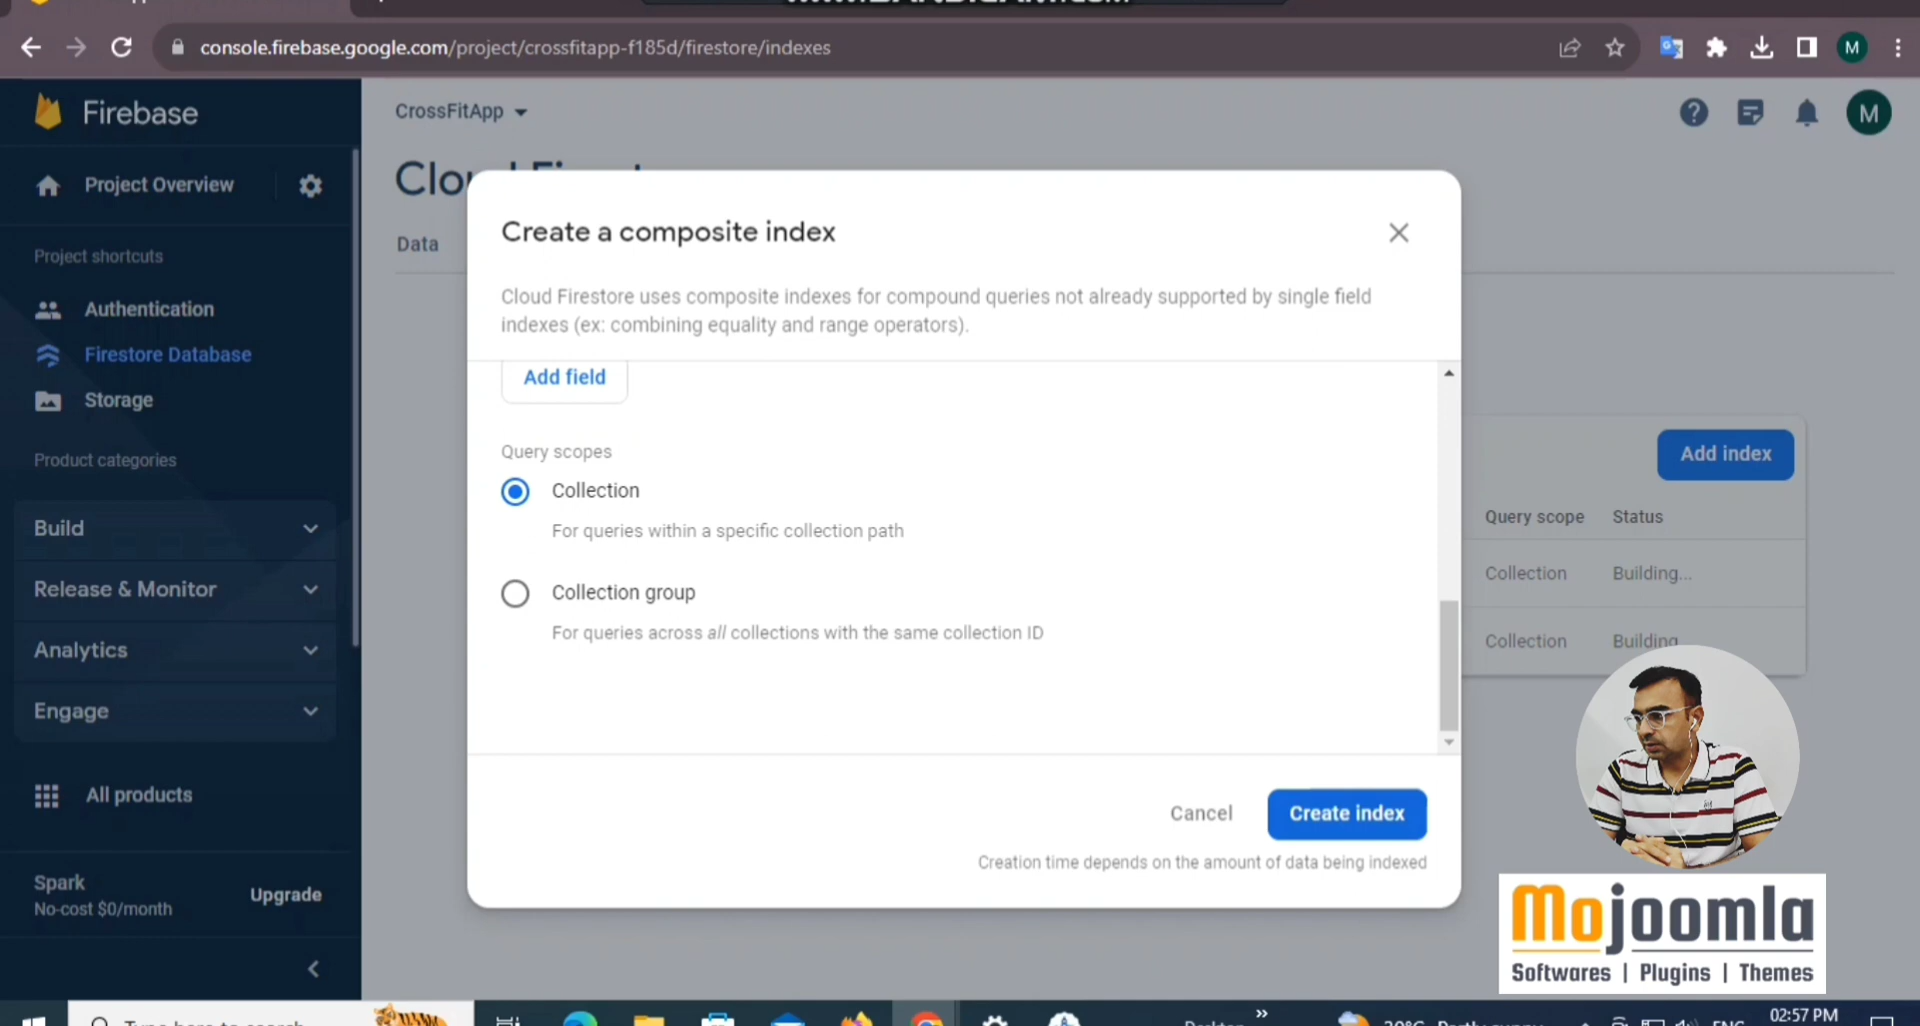 console.firebase.google.com/project/crossfitapp-f185d/firestore/indexes
M
Firebase
CrossFitApp
M
Project Overview
Project shortcuts
Data
Authentication
Firestore Database
Storage
Product categories
Build
Release & Monitor
Analytics
Engage
All products
Spark
No-cost $0/month
Upgrade
Create a composite index
Cloud Firestore uses composite indexes for compound queries not already supported by single field
indexes (ex: combining equality and range operators).
Add field
Query scopes
Collection
For queries within a specific collection path
Collection group
For queries across all collections with the same collection ID
Cancel
Create index
Creation time depends on the amount of data being indexed
Add index
Query scope Status
Collection Building...
Collection Building
Mojoomla
Softwares | Plugins | Themes
02:57 PM